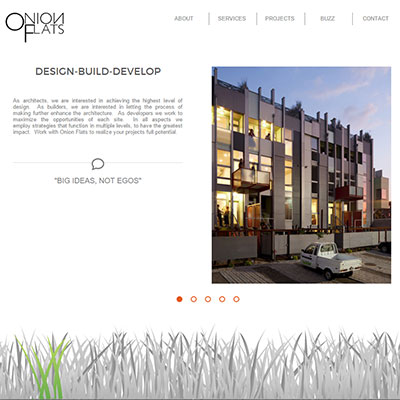 ONION
FLATS
ABOUT
SERVICES
PROJECTS
BUZZ
CONTACT
DESIGN-BUILD-DEVELOP
As architects, we are interested in achieving the highest level of
design. As builders, we are interested in letting the process of
making further enhance the architecture. As developers we work to
maximize the opportunities of each site. In all aspects we
employ strategies that function in multiple levels, to have the greatest
impact. Work with Onion Flats to realize your projects full potential.
"BIG IDEAS, NOT EGOS"